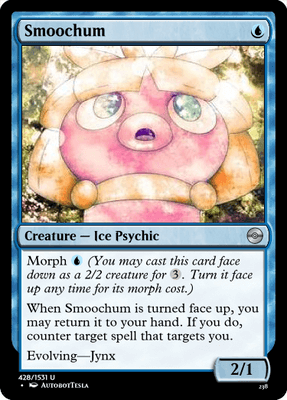 Smoochum
Creature — Ice Psychic
Morph (You may cast this card face
down as a 2/2 creature for 3. Turn it face
up any time for its morph cost.)
When Smoochum is turned face up, you
may return it to your hand. If you do,
counter target spell that targets you.
Evolving—Jynx
2/1
428/1531 U
• AutobotTesla
238